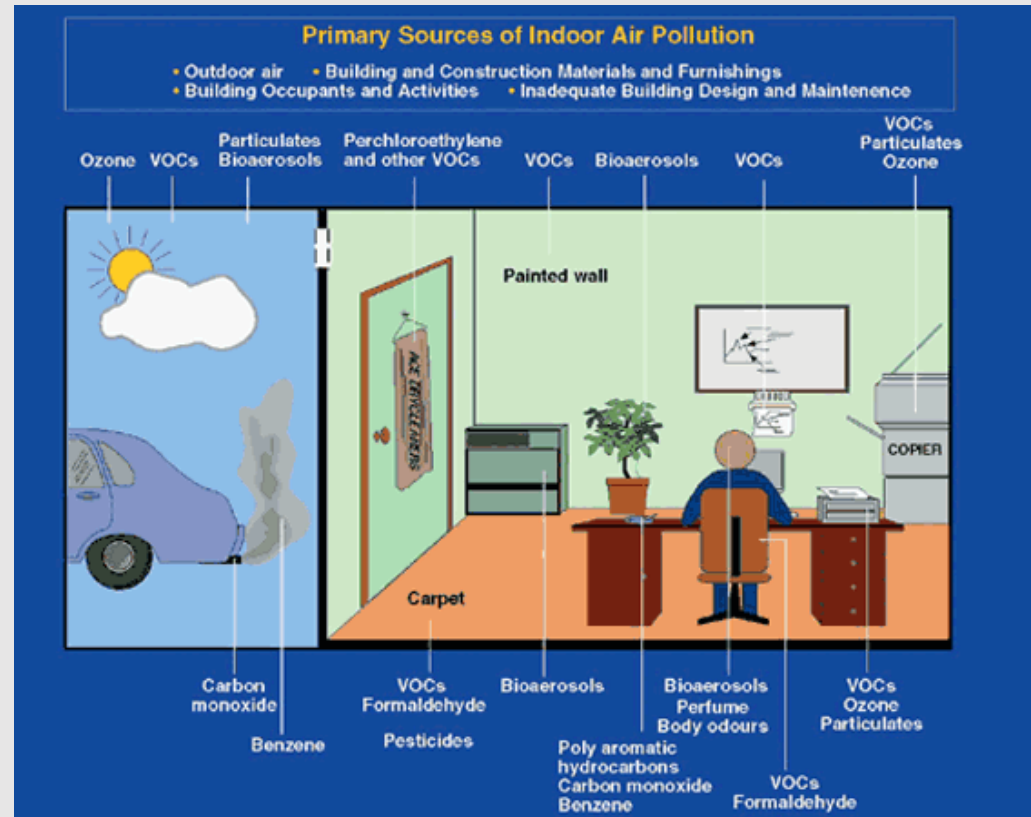 Primary Sources of Indoor Air Pollution
• Outdoor air • Building and Construction Materials and Furnishings
• Building Occupants and Activities • Inadequate Building Design and Maintenence
Ozone
VOCs
Particulates
Bioaerosols
Perchloroethylene
and other VOCs
VOCs
Bioaerosols
VOCs
VOCs
Particulates
Ozone
Painted wall
ACE DRYCLEANERS
COPIER
Carpet
Carbon
monoxide
Benzene
VOCs
Formaldehyde
Pesticides
Bioaerosols
Poly aromatic
hydrocarbons
Carbon monoxide
Benzene
Bioaerosols
Perfume
Body odours
VOCs
Formaldehyde
VOCs
Ozone
Particulates